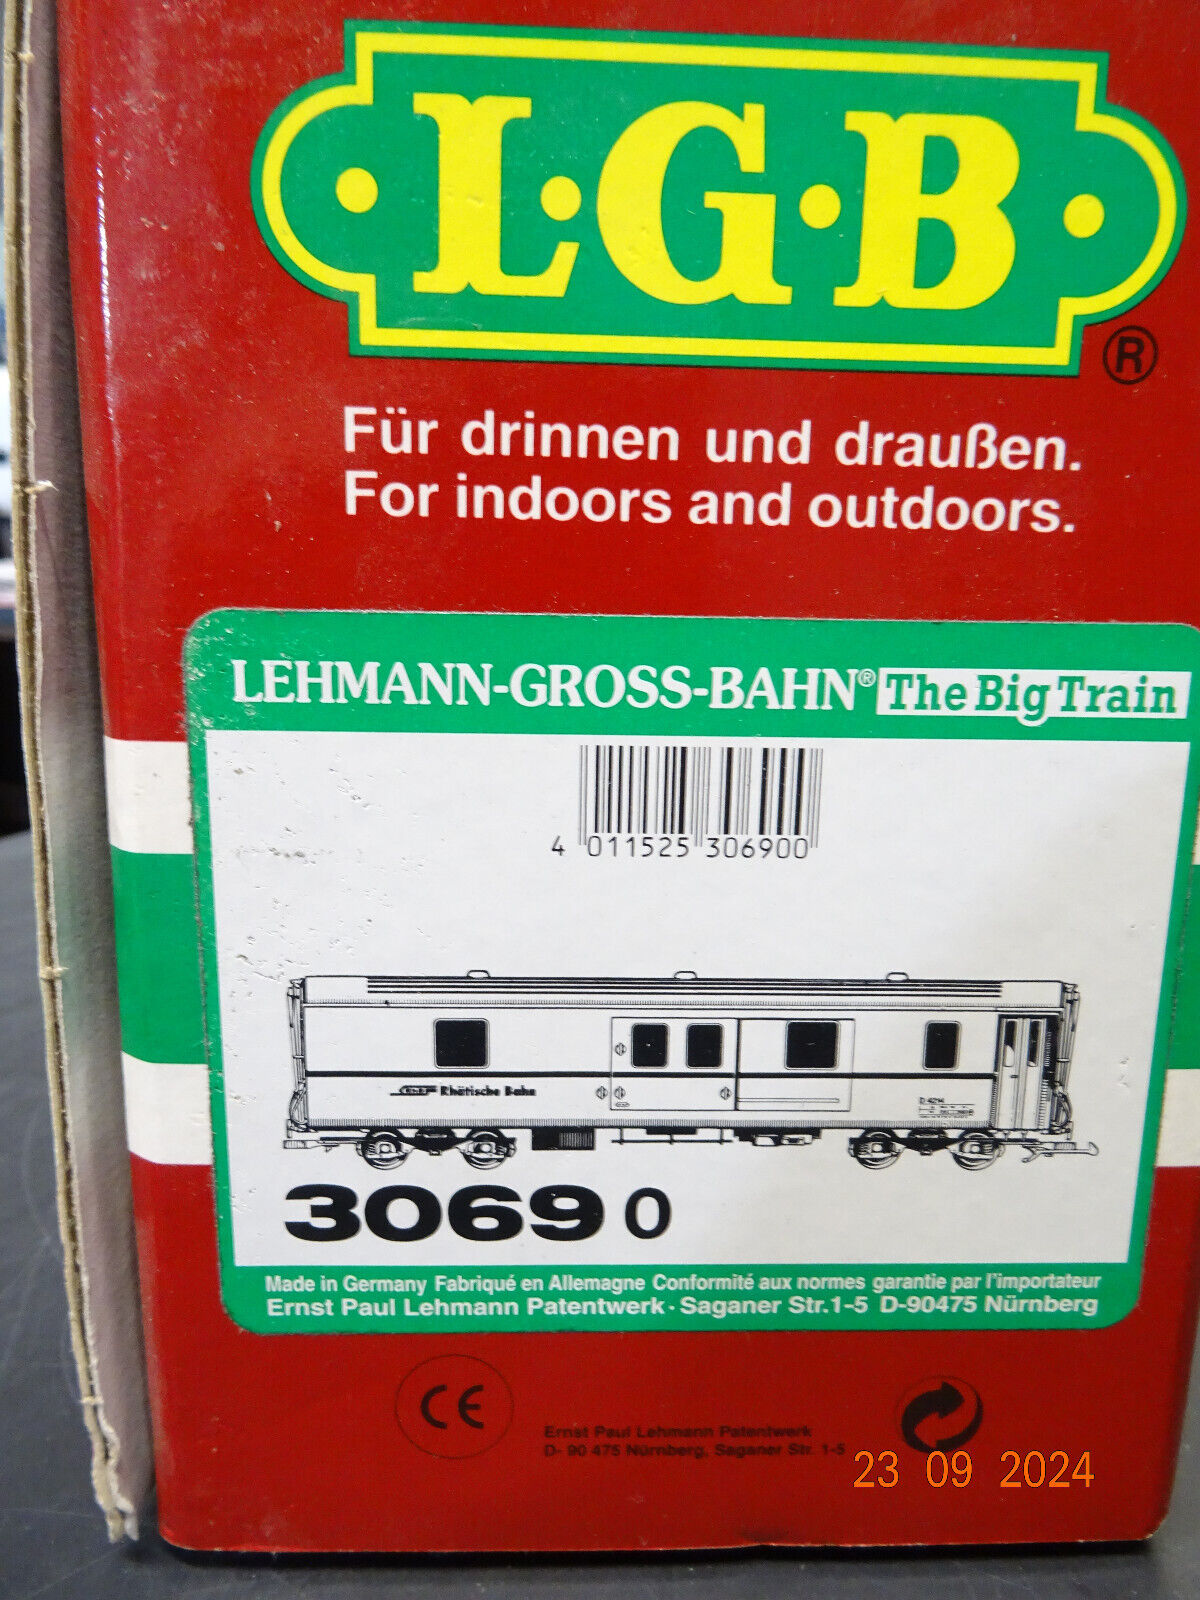 L·G·B
®
Für drinnen und draußen.
For indoors and outdoors.
LEHMANN-GROSS-BAHN® The Big Train
4 011525 306900
Rhätische Bahn
D 4214
3069 0
Made in Germany Fabriqué en Allemagne Conformité aux normes garantie par l'importateur
Ernst Paul Lehmann Patentwerk · Saganer Str.1-5 D-90475 Nürnberg
CE
Ernst Paul Lehmann Patentwerk
D- 90 475 Nürnberg, Saganer Str. 1-5
23 09 2024